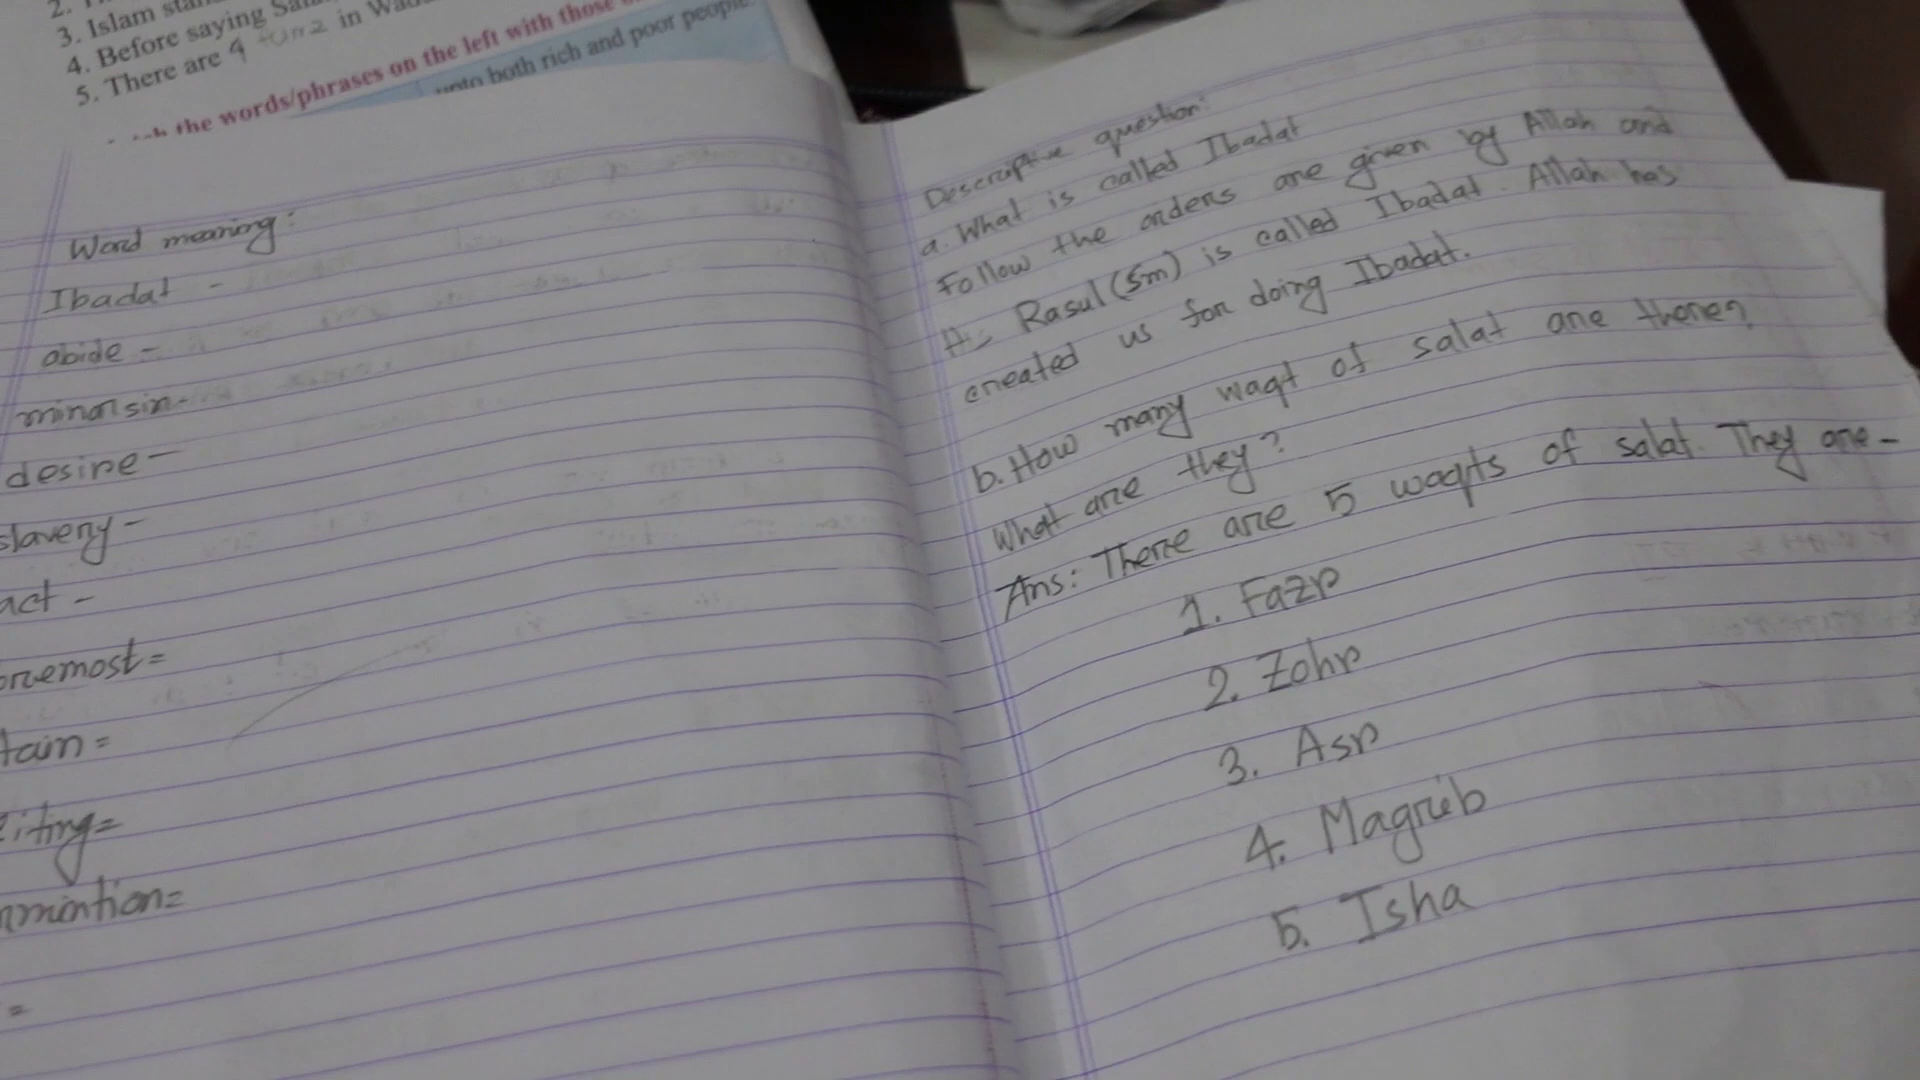 3. Islam
4. Before saying
5. There are 4 in
the words/phrases on the left with those
unto both rich and poor people
Word meaning:
Ibadat -
abide -
minor sin-
desire -
slavery -
act -
oremost=
tain=
citing=
=
Descriptive question:
a. What is called Ibadat
Follow the orders are given by Allah and
His Rasul (Sm) is called Ibadat. Allah has
created us for doing Ibadat.
b. How many waqt of salat are there?
What are they?
Ans: There are 5 waqts of salat. They are-
1. Fazr
2. Zohr
3. Asr
4. Magrib
5. Isha